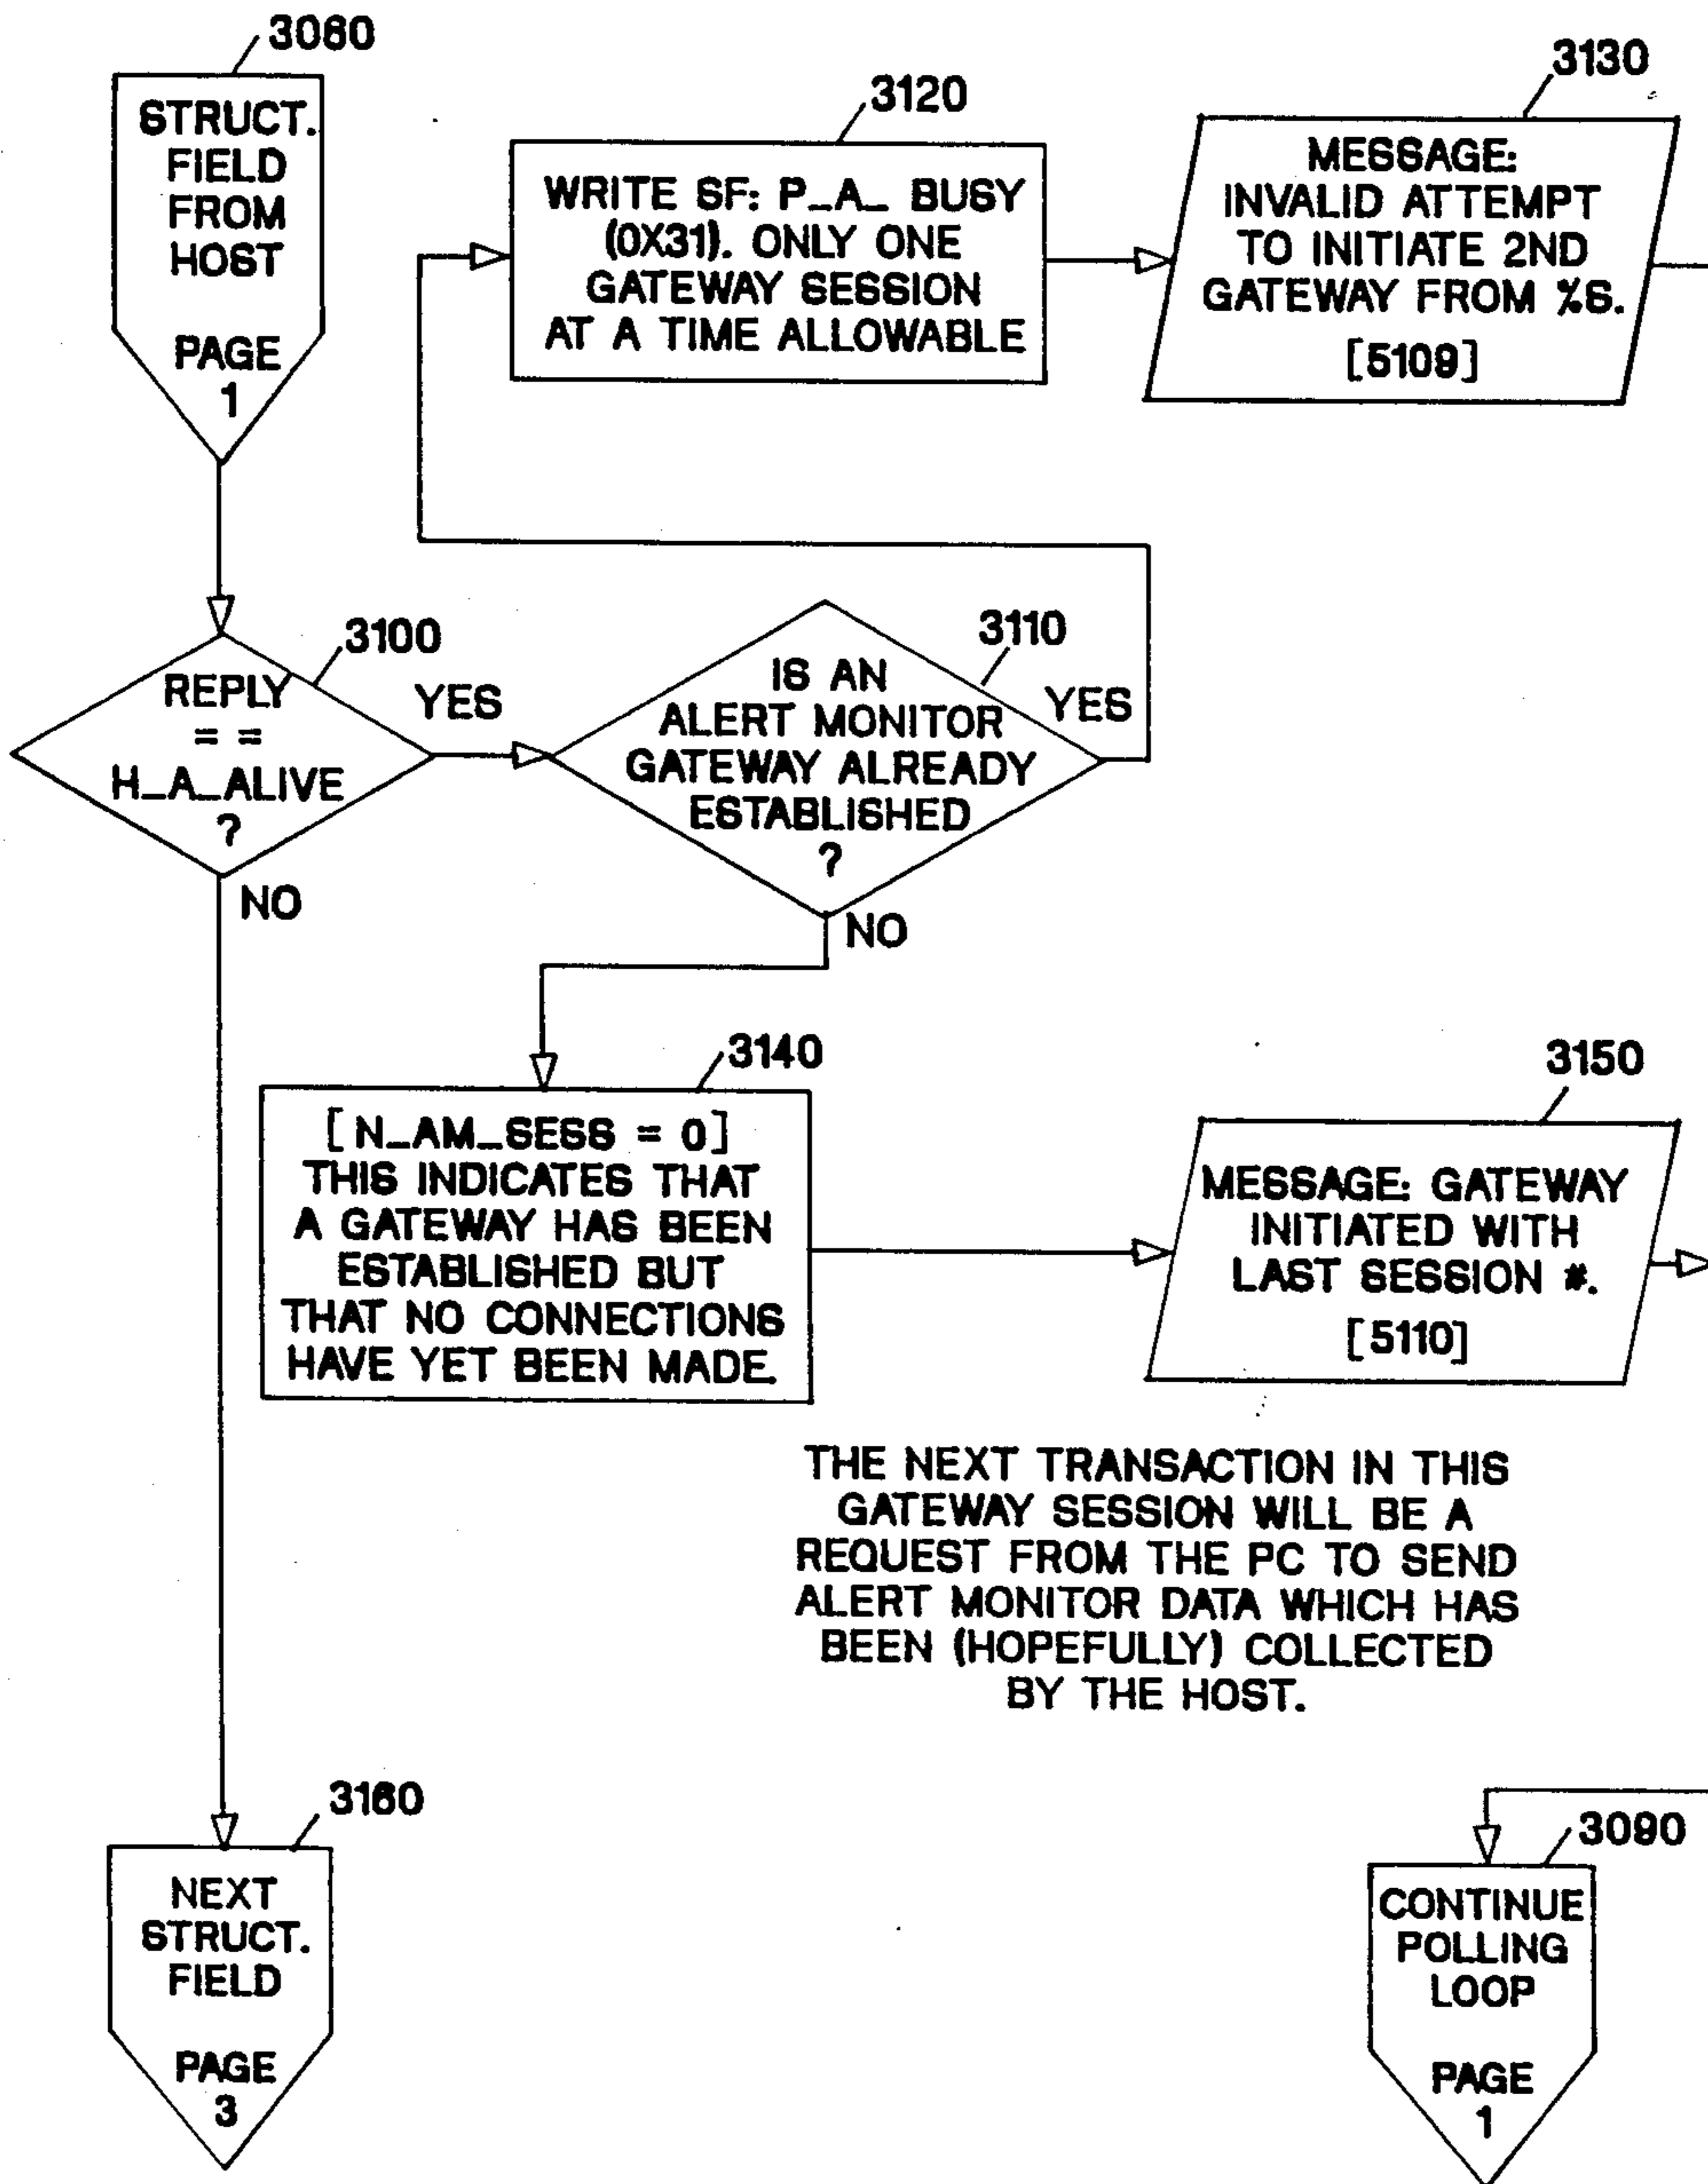 3060
STRUCT.
FIELD
FROM
HOST
PAGE
1
3120
WRITE SF: P_A_ BUSY
(0X31). ONLY ONE
GATEWAY SESSION
AT A TIME ALLOWABLE
3130
MESSAGE:
INVALID ATTEMPT
TO INITIATE 2ND
GATEWAY FROM %S.
[5109]
3100
REPLY
= =
H_A_ALIVE
?
YES
NO
3110
IS AN
ALERT MONITOR
GATEWAY ALREADY
ESTABLISHED
?
YES
NO
3140
[N_AM_SESS = 0]
THIS INDICATES THAT
A GATEWAY HAS BEEN
ESTABLISHED BUT
THAT NO CONNECTIONS
HAVE YET BEEN MADE.
3150
MESSAGE: GATEWAY
INITIATED WITH
LAST SESSION #.
[5110]
THE NEXT TRANSACTION IN THIS
GATEWAY SESSION WILL BE A
REQUEST FROM THE PC TO SEND
ALERT MONITOR DATA WHICH HAS
BEEN (HOPEFULLY) COLLECTED
BY THE HOST.
3160
NEXT
STRUCT.
FIELD
PAGE
3
3090
CONTINUE
POLLING
LOOP
PAGE
1